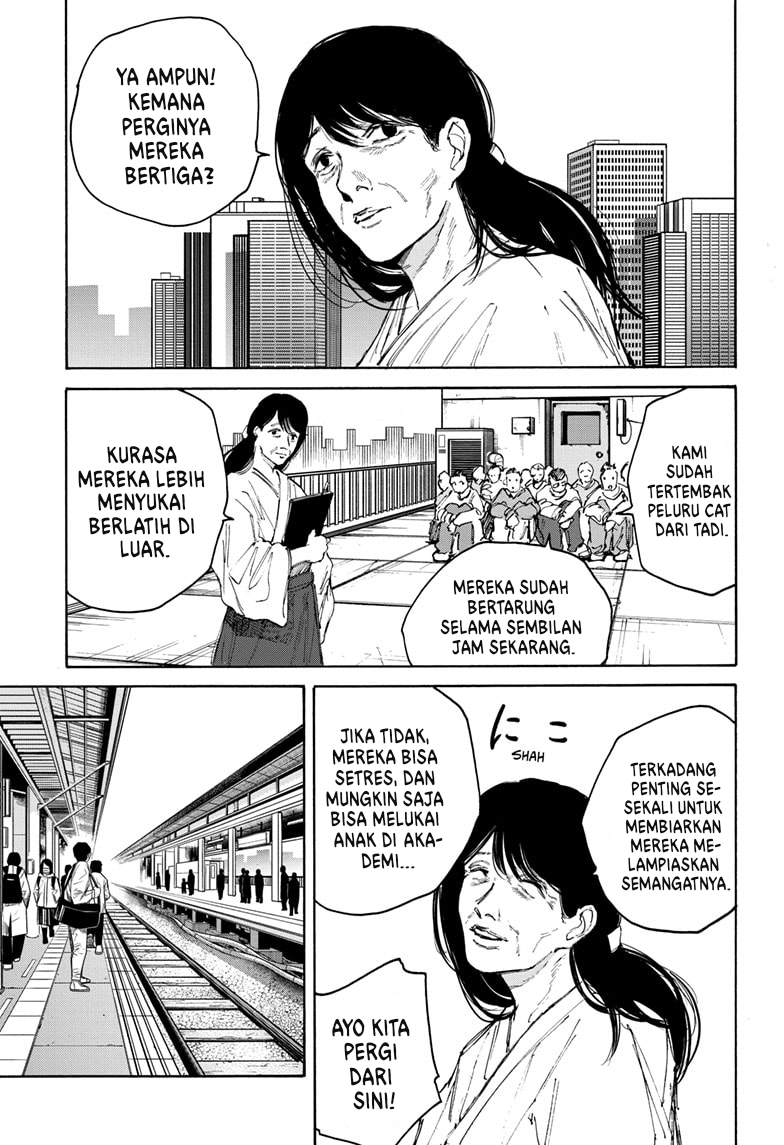 YA AMPUN!
KEMANA
PERGINYA
MEREKA
BERTIGA?
KAMI
SUDAH
TERTEMBAK
PELURU CAT
DARI TADI.
MEREKA SUDAH
BERTARUNG
SELAMA SEMBILAN
JAM SEKARANG.
KURASA
MEREKA LEBIH
MENYUKAI
BERLATIH DI
LUAR.
TERKADANG
PENTING SE-
SEKALI UNTUK
MEMBIARKAN
MEREKA ME-
LAMPIASKAN
SEMANGATNYA.
にこ
SHAH
JIKA TIDAK,
MEREKA BISA
SETRES, DAN
MUNGKIN SAJA
BISA MELUKAI
ANAK DI AKA-
DEMI...
AYO KITA
PERGI
DARI
SINI!